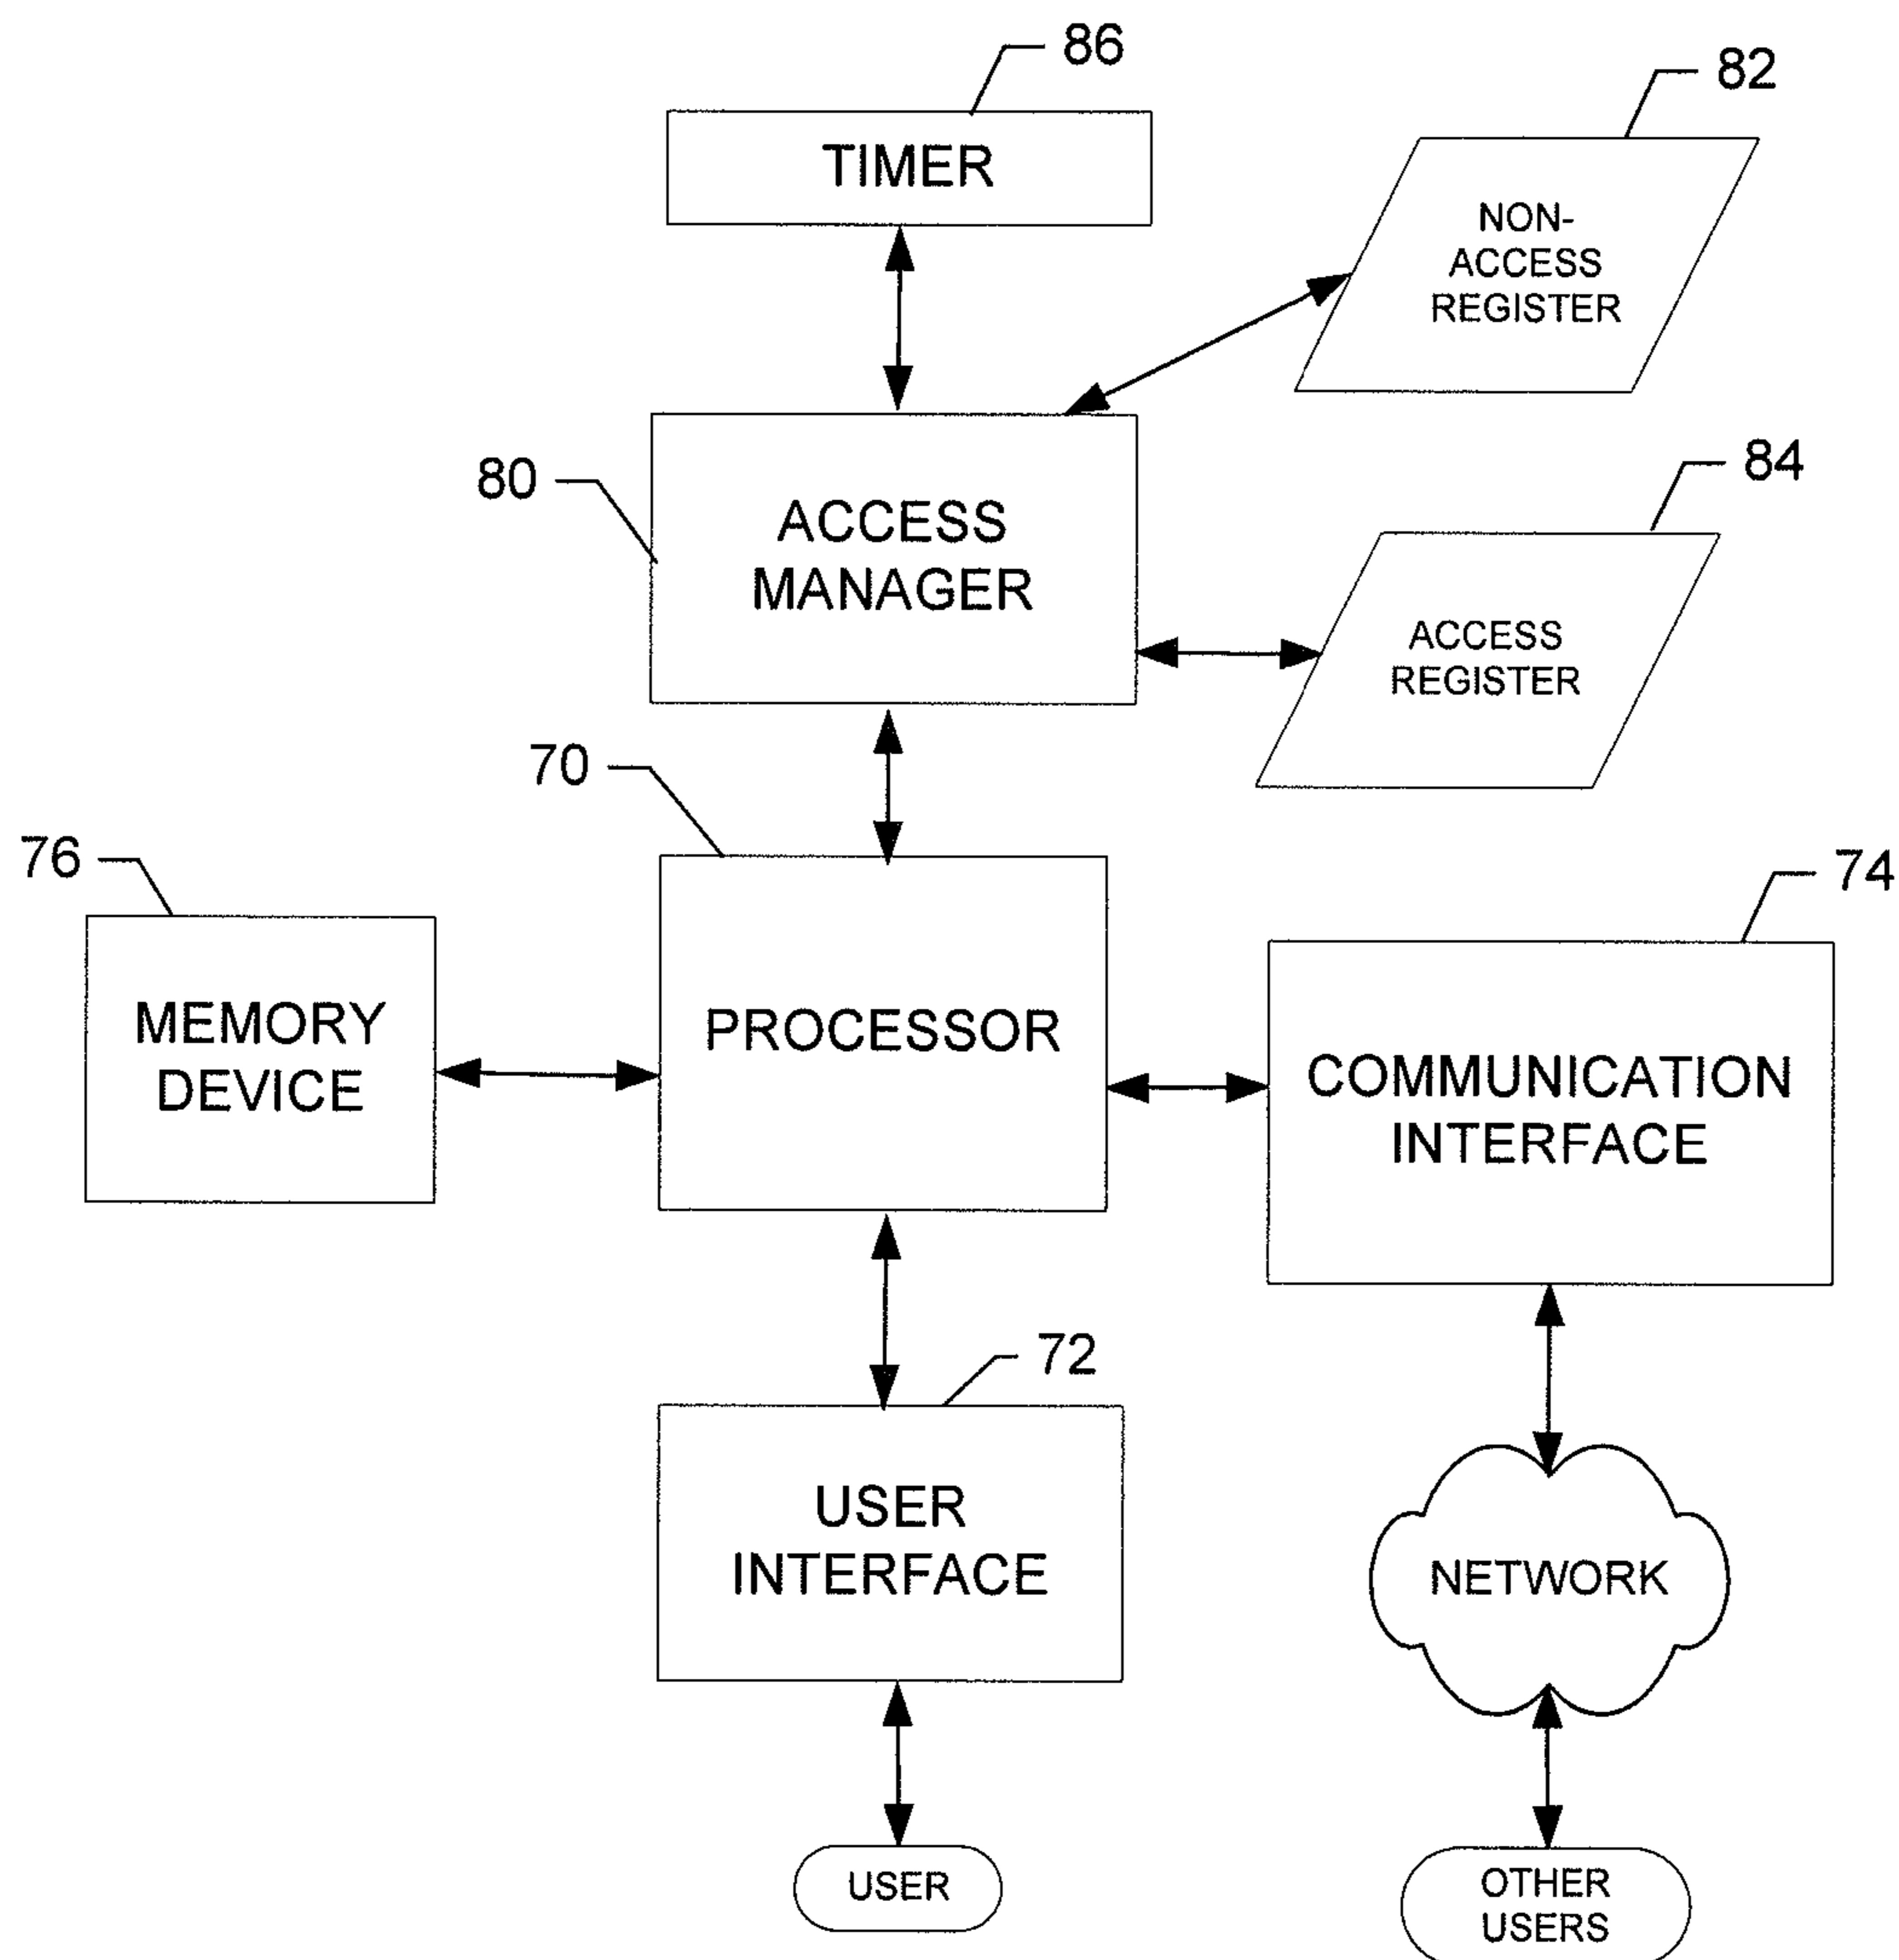 86
82
TIMER
NON-
ACCESS
REGISTER
80
84
ACCESS
MANAGER
ACCESS
REGISTER
70
76
74
MEMORY
DEVICE
PROCESSOR
COMMUNICATION
INTERFACE
72
USER
INTERFACE
NETWORK
USER
OTHER
USERS